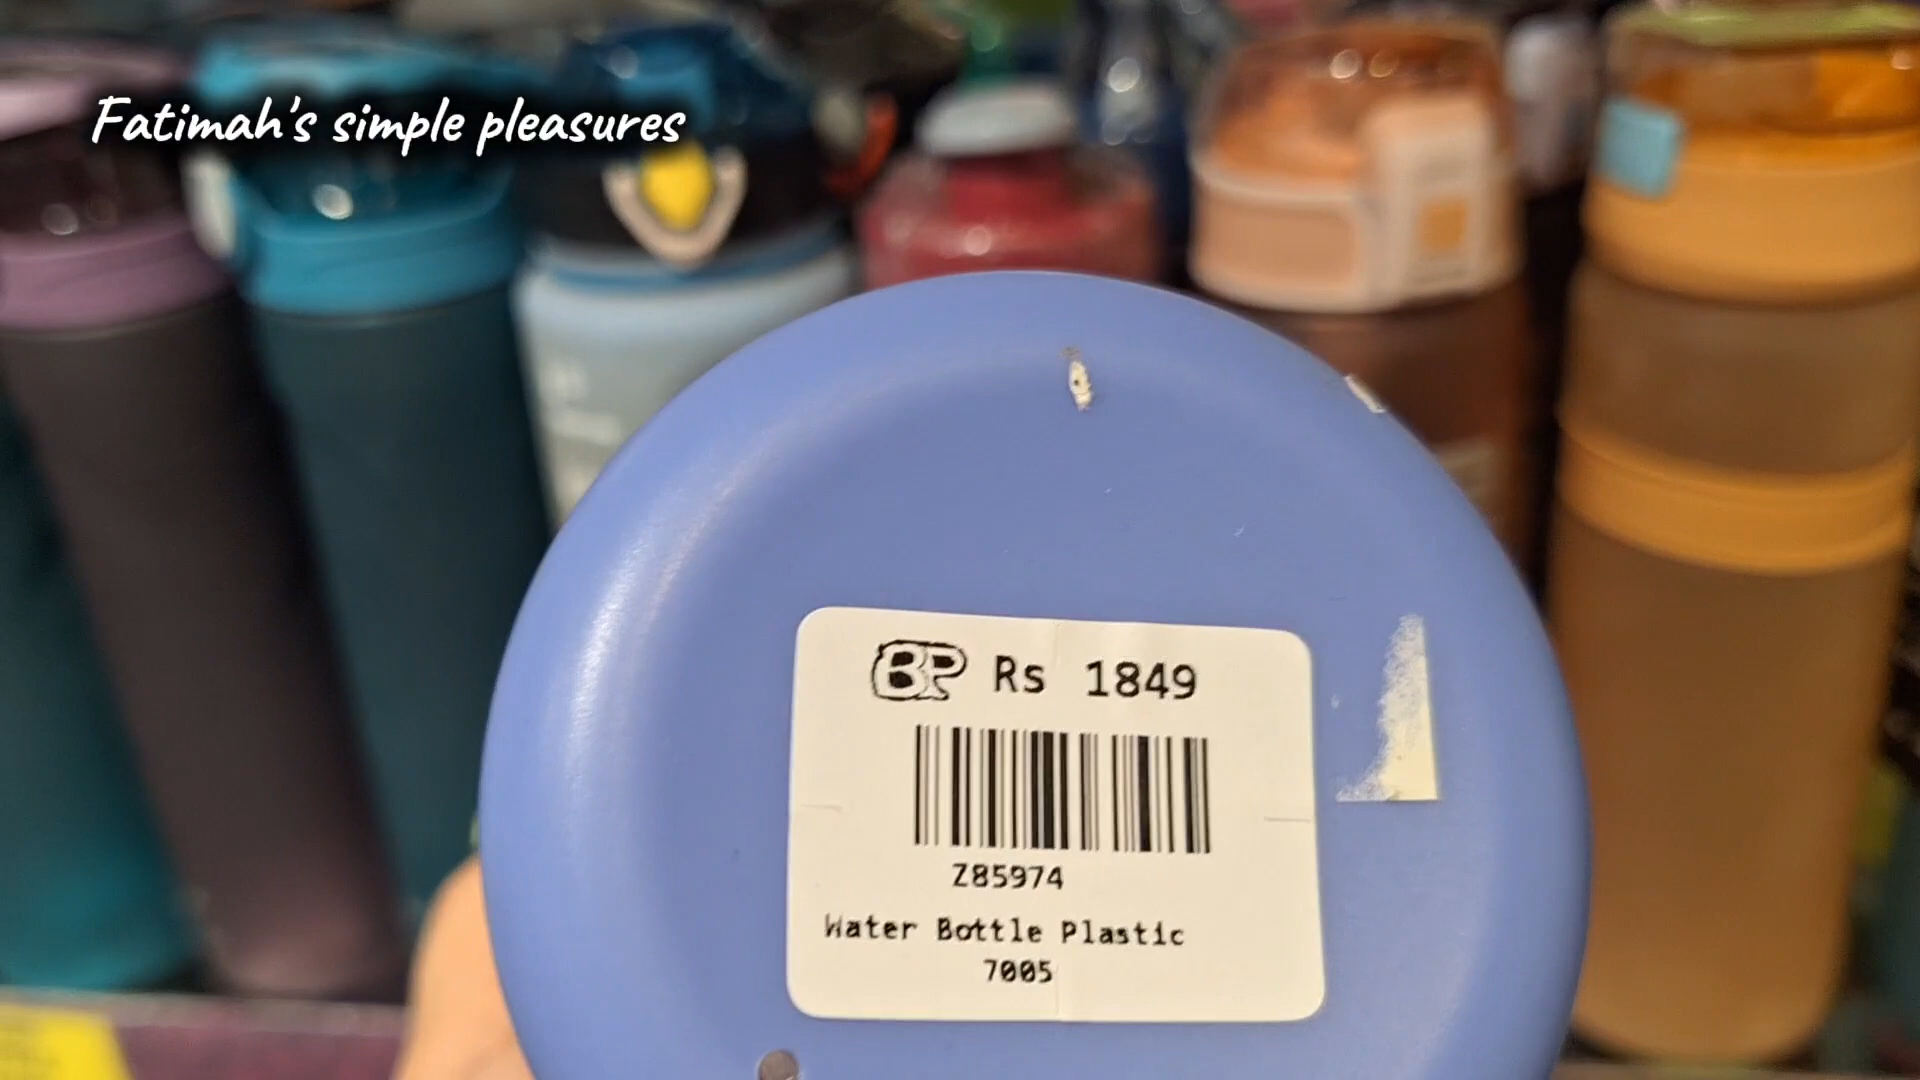 Fatimah's simple pleasures
BP Rs 1849
Z85974
Water Bottle Plastic
7005